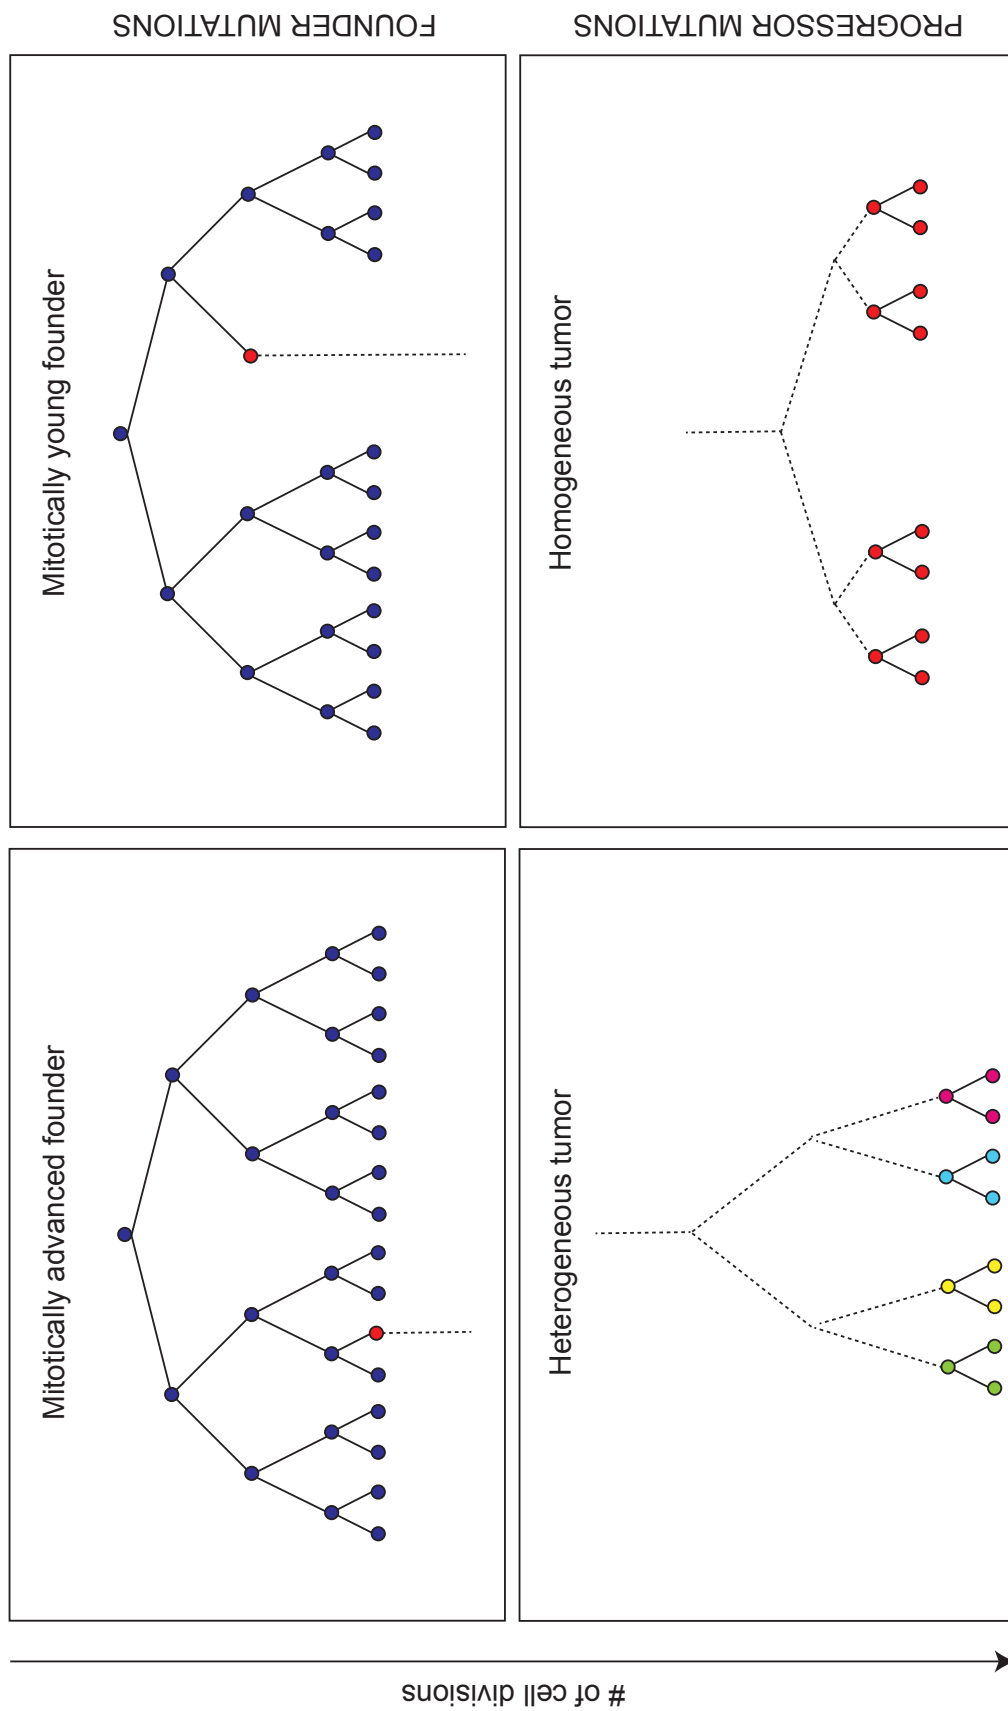 # of cell divisions
Mitotically advanced founder
Mitotically young founder
FOUNDER MUTATIONS
Heterogeneous tumor
Homogeneous tumor
PROGRESSOR MUTATIONS